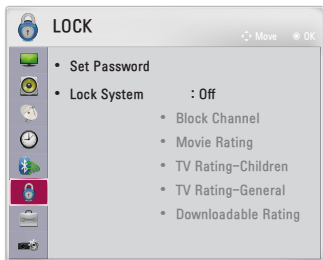 LOCK
Move OK
• Set Password
• Lock System : Off
• Block Channel
• Movie Rating
• TV Rating-Children
• TV Rating-General
• Downloadable Rating